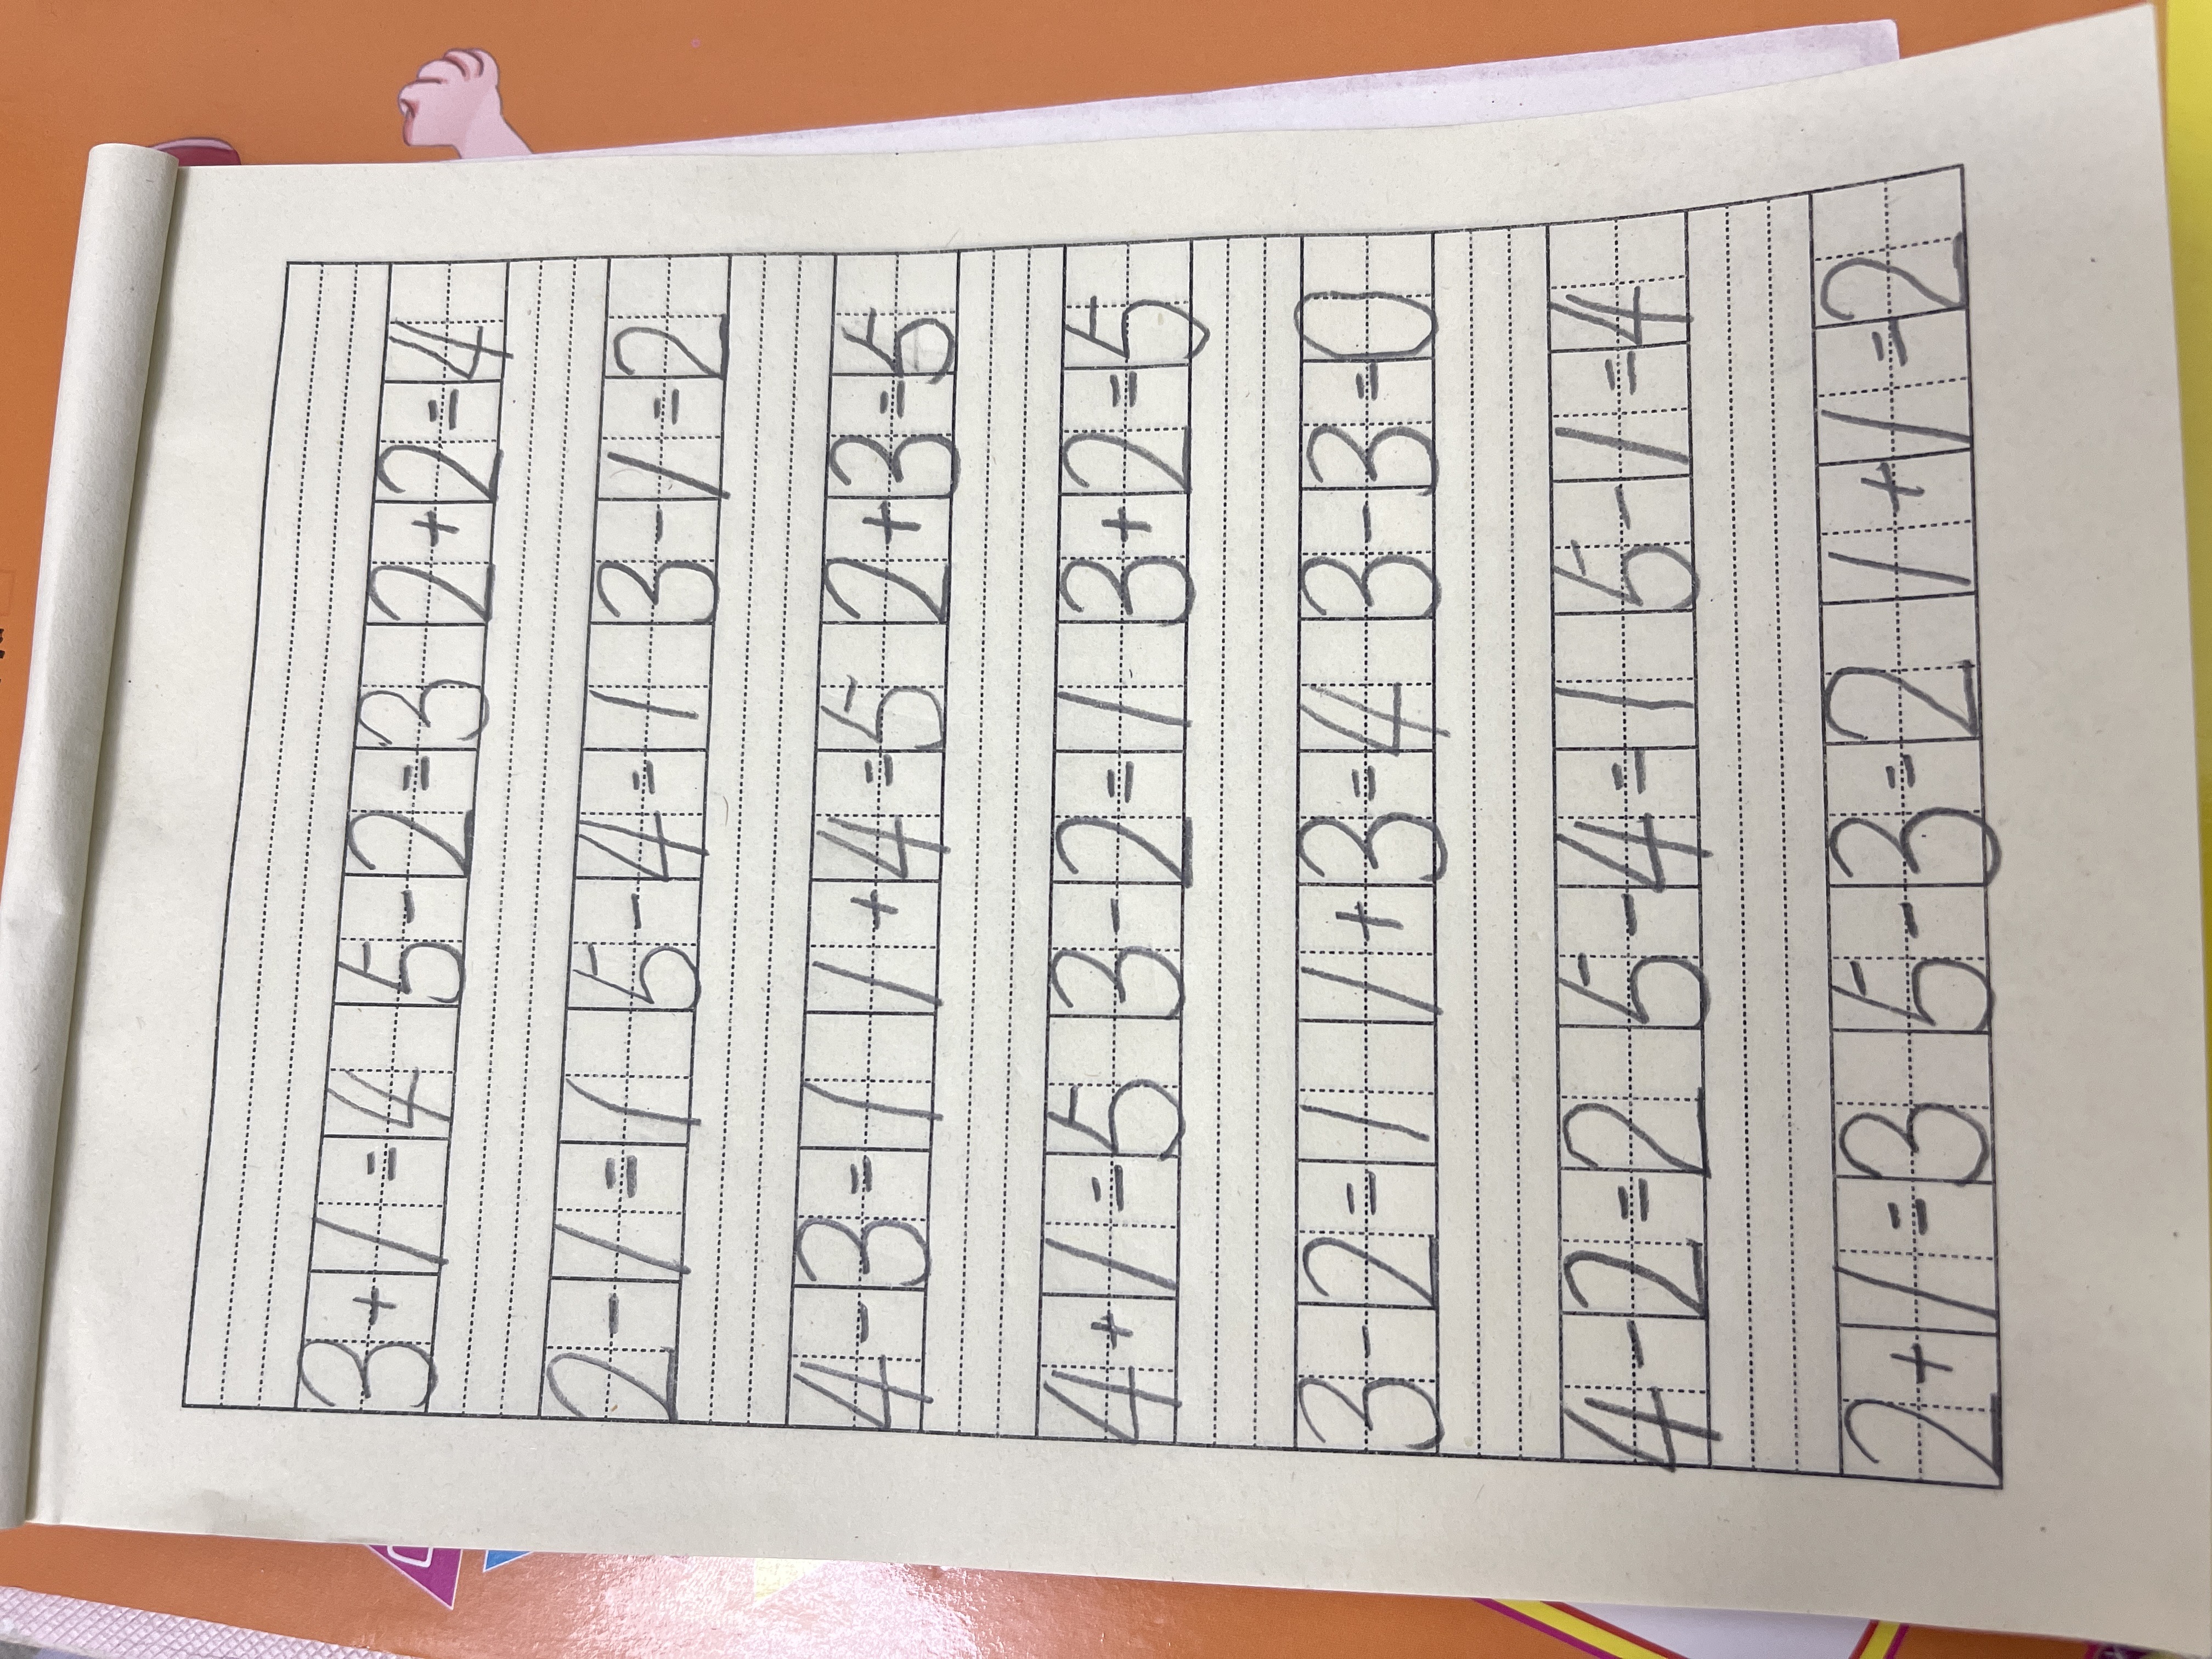 3+1=4 5-2=3 2+2=4
2-1=1 5-4=1 3-1=2
4-3=1 1+4=5 2+3=5
4+1=5 3-2=1 3+2=5
3-2=1 1+3=4 3-3=0
4-2=2 5-4=1 5-1=4
2+1=3 5-3=2 1+1=2